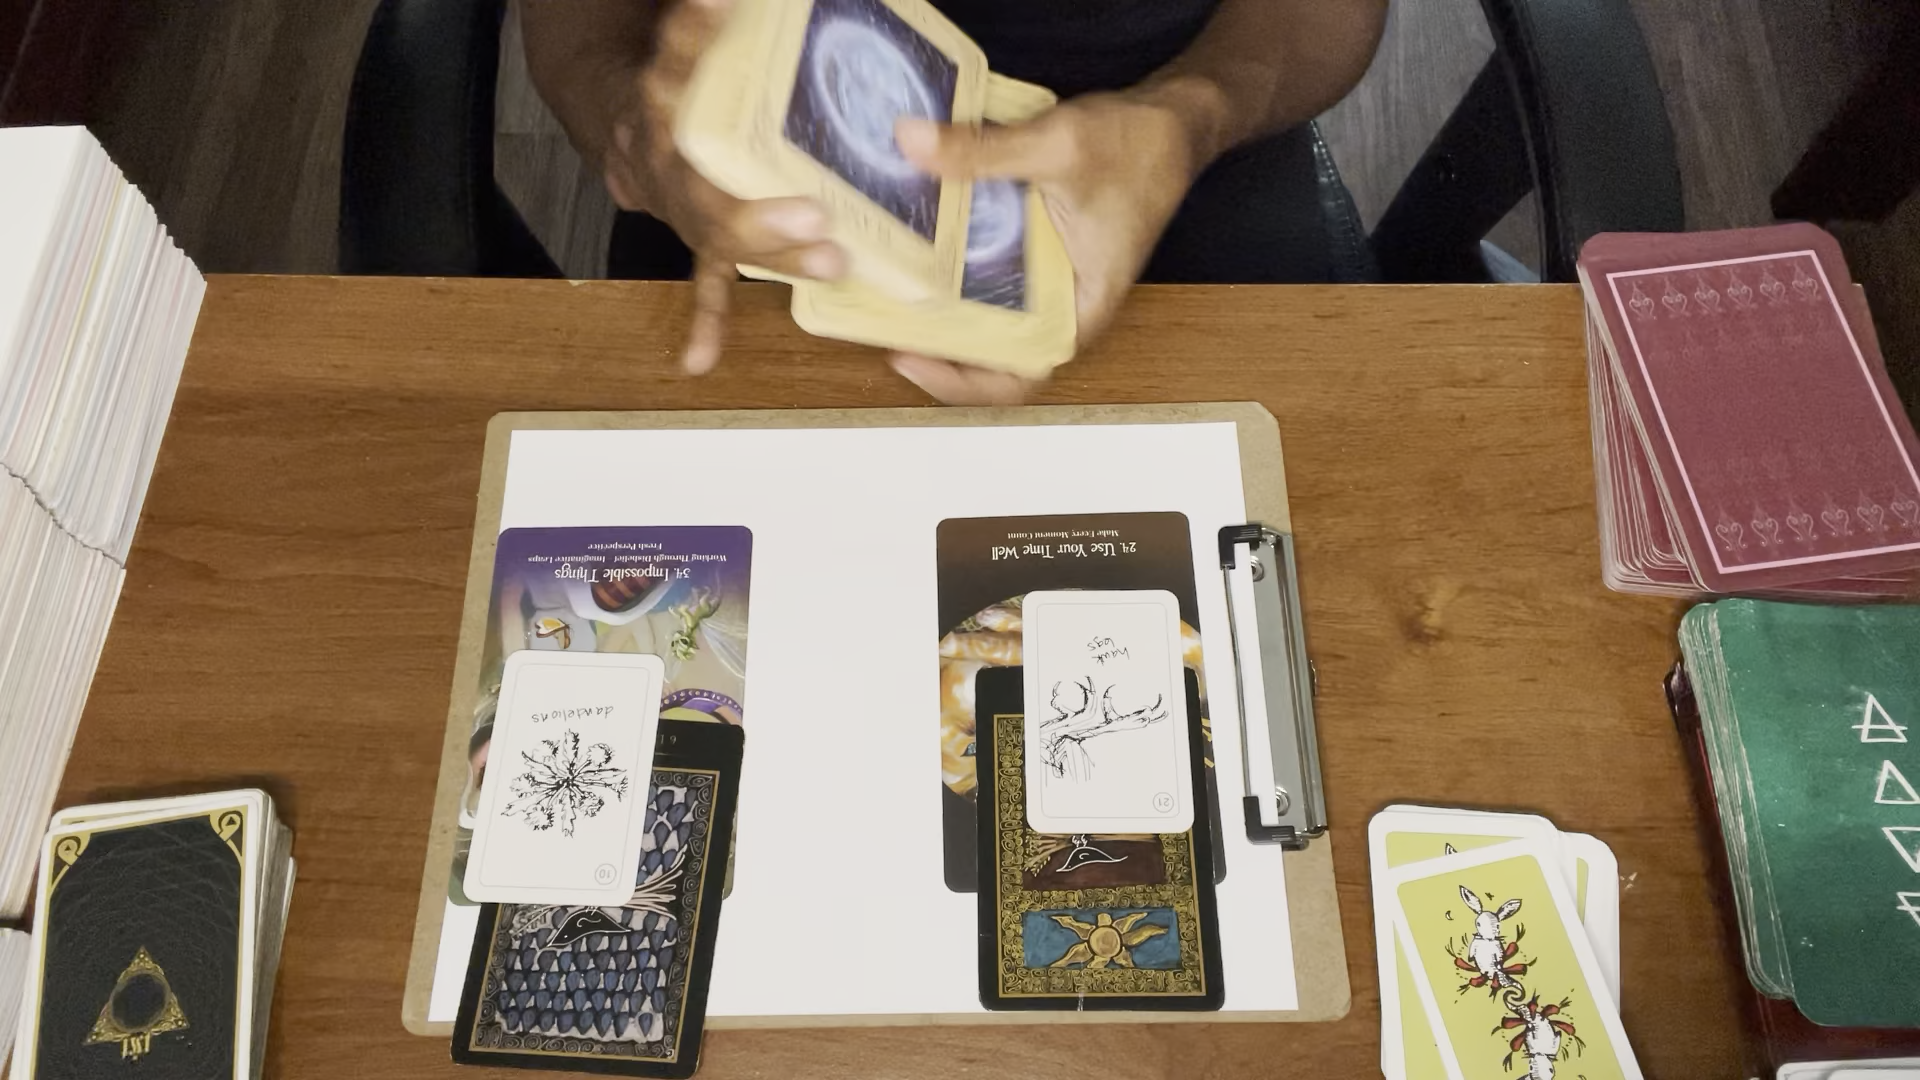 34. Impossible Things
Working Through Disbelief Imaginative Leaps
Fresh Perspective
dandelions
10
19
24. Use Your Time Well
Make Every Moment Count
hawk
legs
21